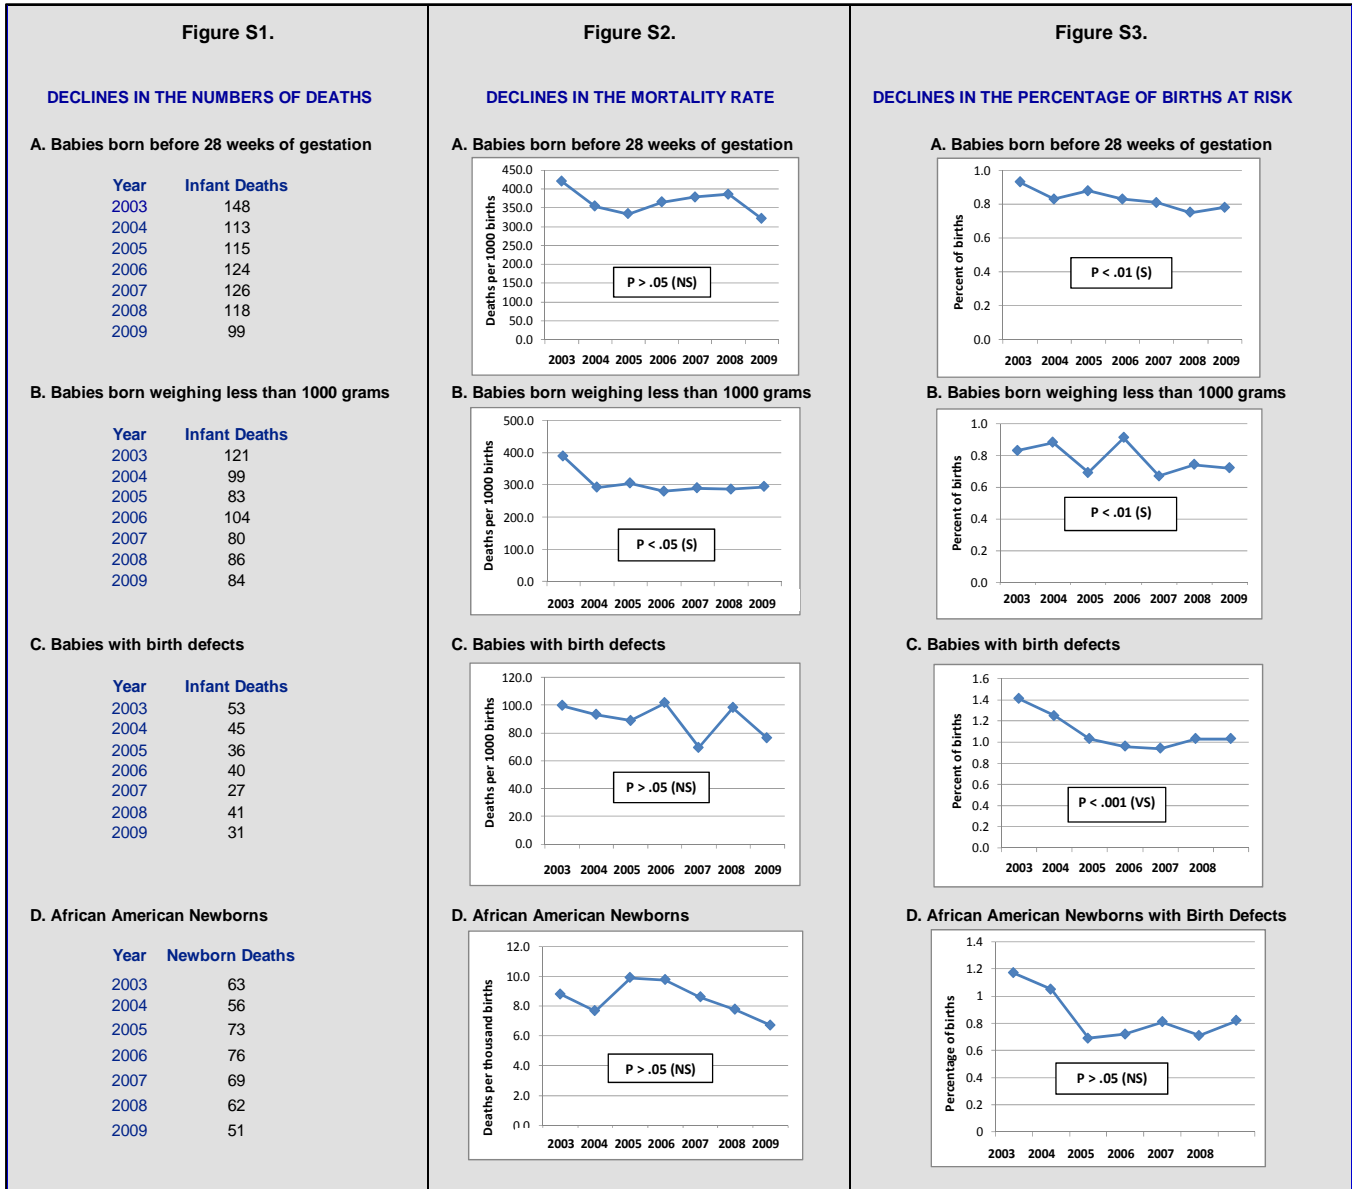 Figure S1.
DECLINES IN THE NUMBERS OF DEATHS
A. Babies born before 28 weeks of gestation
Year Infant Deaths
2003 148
2004 113
2005 115
2006 124
2007 126
2008 118
2009 99
B. Babies born weighing less than 1000 grams
Year Infant Deaths
2003 121
2004 99
2005 83
2006 104
2007 80
2008 86
2009 84
C. Babies with birth defects
Year Infant Deaths
2003 53
2004 45
2005 36
2006 40
2007 27
2008 41
2009 31
D. African American Newborns
Year Newborn Deaths
2003 63
2004 56
2005 73
2006 76
2007 69
2008 62
2009 51
Figure S2.
DECLINES IN THE MORTALITY RATE
A. Babies born before 28 weeks of gestation
Deaths per 1000 births
450.0
400.0
350.0
300.0
250.0
200.0
150.0
100.0
50.0
0.0
P > .05 (NS)
2003 2004 2005 2006 2007 2008 2009
B. Babies born weighing less than 1000 grams
Deaths per 1000 births
500.0
400.0
300.0
200.0
100.0
0.0
P < .05 (S)
2003 2004 2005 2006 2007 2008 2009
C. Babies with birth defects
Deaths per 1000 births
120.0
100.0
80.0
60.0
40.0
20.0
0.0
P > .05 (NS)
2003 2004 2005 2006 2007 2008 2009
D. African American Newborns
Deaths per thousand births
12.0
10.0
8.0
6.0
4.0
2.0
0.0
P > .05 (NS)
2003 2004 2005 2006 2007 2008 2009
Figure S3.
DECLINES IN THE PERCENTAGE OF BIRTHS AT RISK
A. Babies born before 28 weeks of gestation
Percent of births
1.0
0.8
0.6
0.4
0.2
0.0
P < .01 (S)
2003 2004 2005 2006 2007 2008 2009
B. Babies born weighing less than 1000 grams
Percent of births
1.0
0.8
0.6
0.4
0.2
0.0
P < .01 (S)
2003 2004 2005 2006 2007 2008 2009
C. Babies with birth defects
Percent of births
1.6
1.4
1.2
1.0
0.8
0.6
0.4
0.2
0.0
P < .001 (VS)
2003 2004 2005 2006 2007 2008
D. African American Newborns with Birth Defects
Percentage of births
1.4
1.2
1
0.8
0.6
0.4
0.2
0
P > .05 (NS)
2003 2004 2005 2006 2007 2008